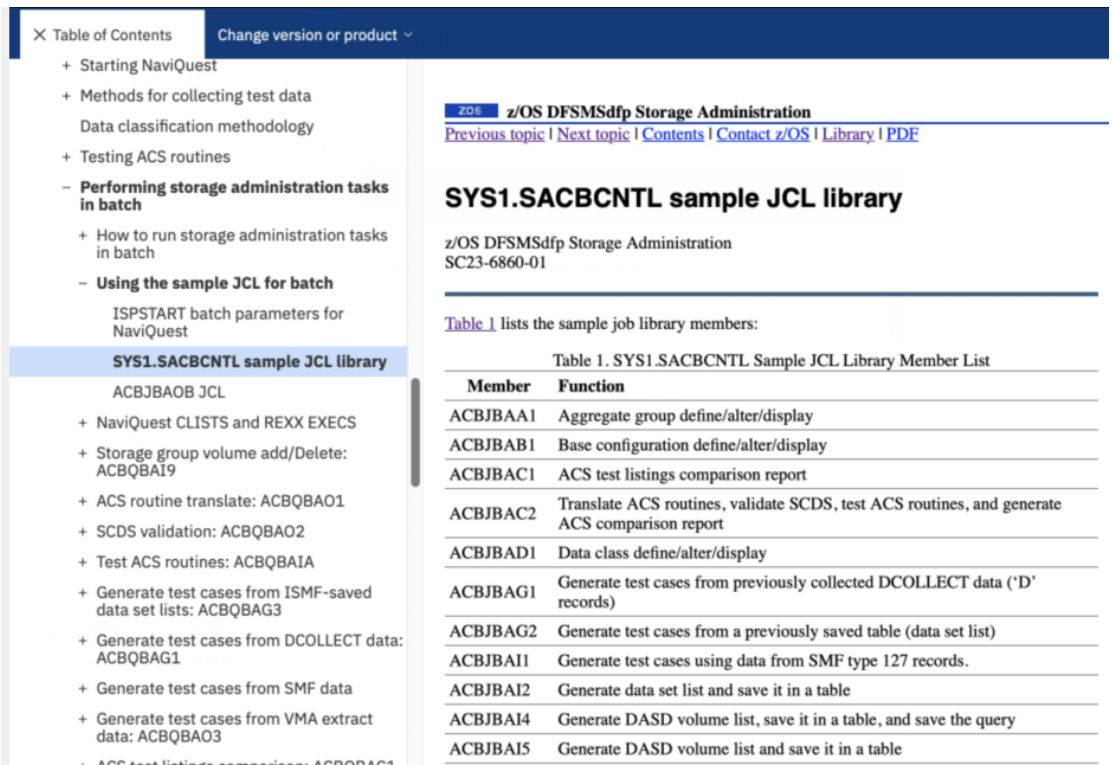 × Table of Contents
Change version or product
+ Starting NaviQuest
+ Methods for collecting test data
Data classification methodology
+ Testing ACS routines
– Performing storage administration tasks
in batch
+ How to run storage administration tasks
in batch
– Using the sample JCL for batch
ISPSTART batch parameters for
NaviQuest
SYS1.SACBCNTL sample JCL library
ACBJBAOB JCL
+ NaviQuest CLISTS and REXX EXECS
+ Storage group volume add/Delete:
ACBQBAI9
+ ACS routine translate: ACBQBAO1
+ SCDS validation: ACBQBAO2
+ Test ACS routines: ACBQBAIA
+ Generate test cases from ISMF-saved
data set lists: ACBQBAG3
+ Generate test cases from DCOLLECT data:
ACBQBAG1
+ Generate test cases from SMF data
+ Generate test cases from VMA extract
data: ACBQBAO3
+ ACS test listings comparison: ACBQBAC1
z/OS z/OS DFSMSdfp Storage Administration
Previous topic | Next topic | Contents | Contact z/OS | Library | PDF
SYS1.SACBCNTL sample JCL library
z/OS DFSMSdfp Storage Administration
SC23-6860-01
Table 1 lists the sample job library members:
Table 1. SYS1.SACBCNTL Sample JCL Library Member List
Member Function
ACBJBAA1 Aggregate group define/alter/display
ACBJBAB1 Base configuration define/alter/display
ACBJBAC1 ACS test listings comparison report
ACBJBAC2 Translate ACS routines, validate SCDS, test ACS routines, and generate
ACS comparison report
ACBJBAD1 Data class define/alter/display
ACBJBAG1 Generate test cases from previously collected DCOLLECT data (‘D’
records)
ACBJBAG2 Generate test cases from a previously saved table (data set list)
ACBJBAI1 Generate test cases using data from SMF type 127 records.
ACBJBAI2 Generate data set list and save it in a table
ACBJBAI4 Generate DASD volume list, save it in a table, and save the query
ACBJBAI5 Generate DASD volume list and save it in a table